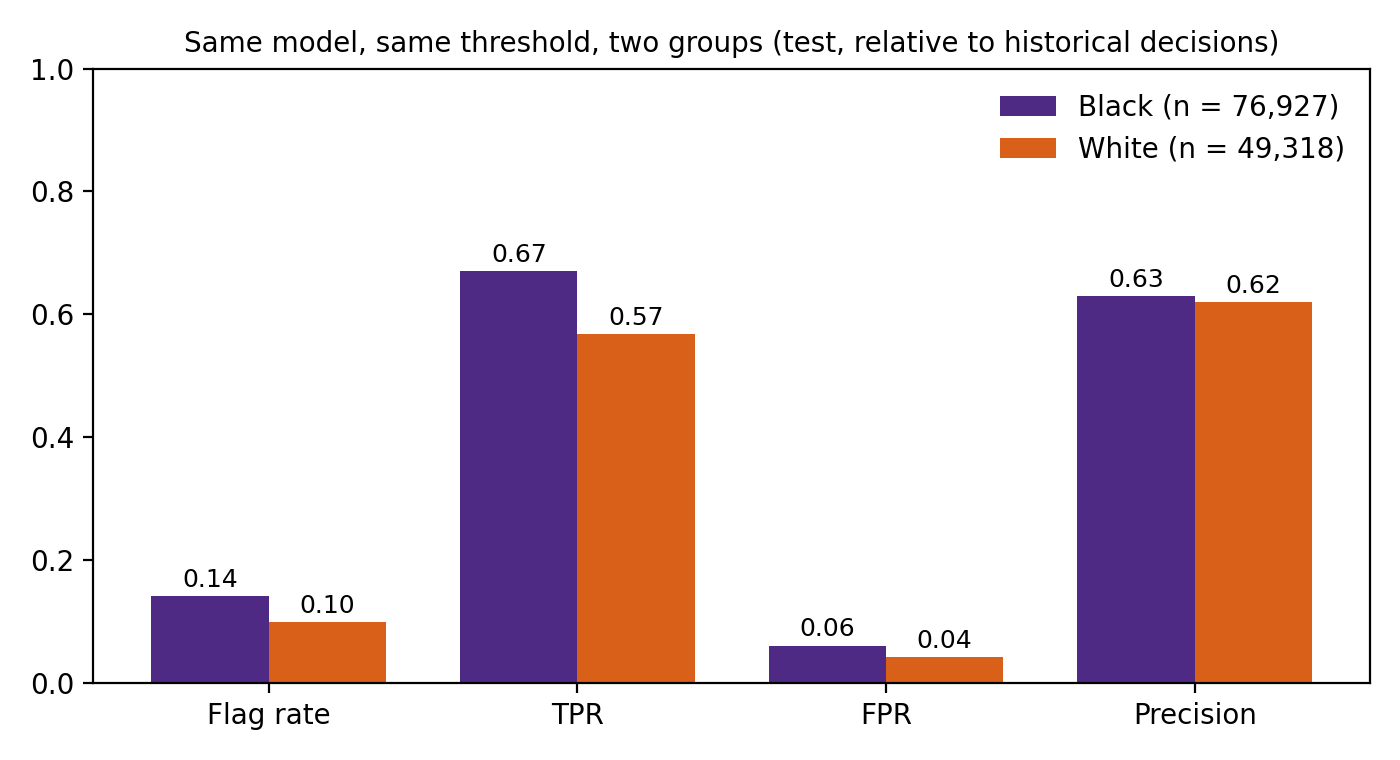 Same model, same threshold, two groups (test, relative to historical decisions)
1.0
0.8
0.6
0.4
0.2
0.0
Black (n = 76,927)
White (n = 49,318)
0.14
0.10
0.67
0.57
0.06
0.04
0.63
0.62
Flag rate
TPR
FPR
Precision